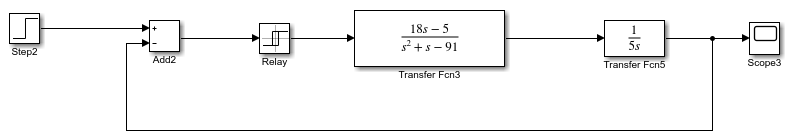 Step2
+
−
Add2
Relay
18s − 5
s² + s − 91
Transfer Fcn3
1
5s
Transfer Fcn5
Scope3